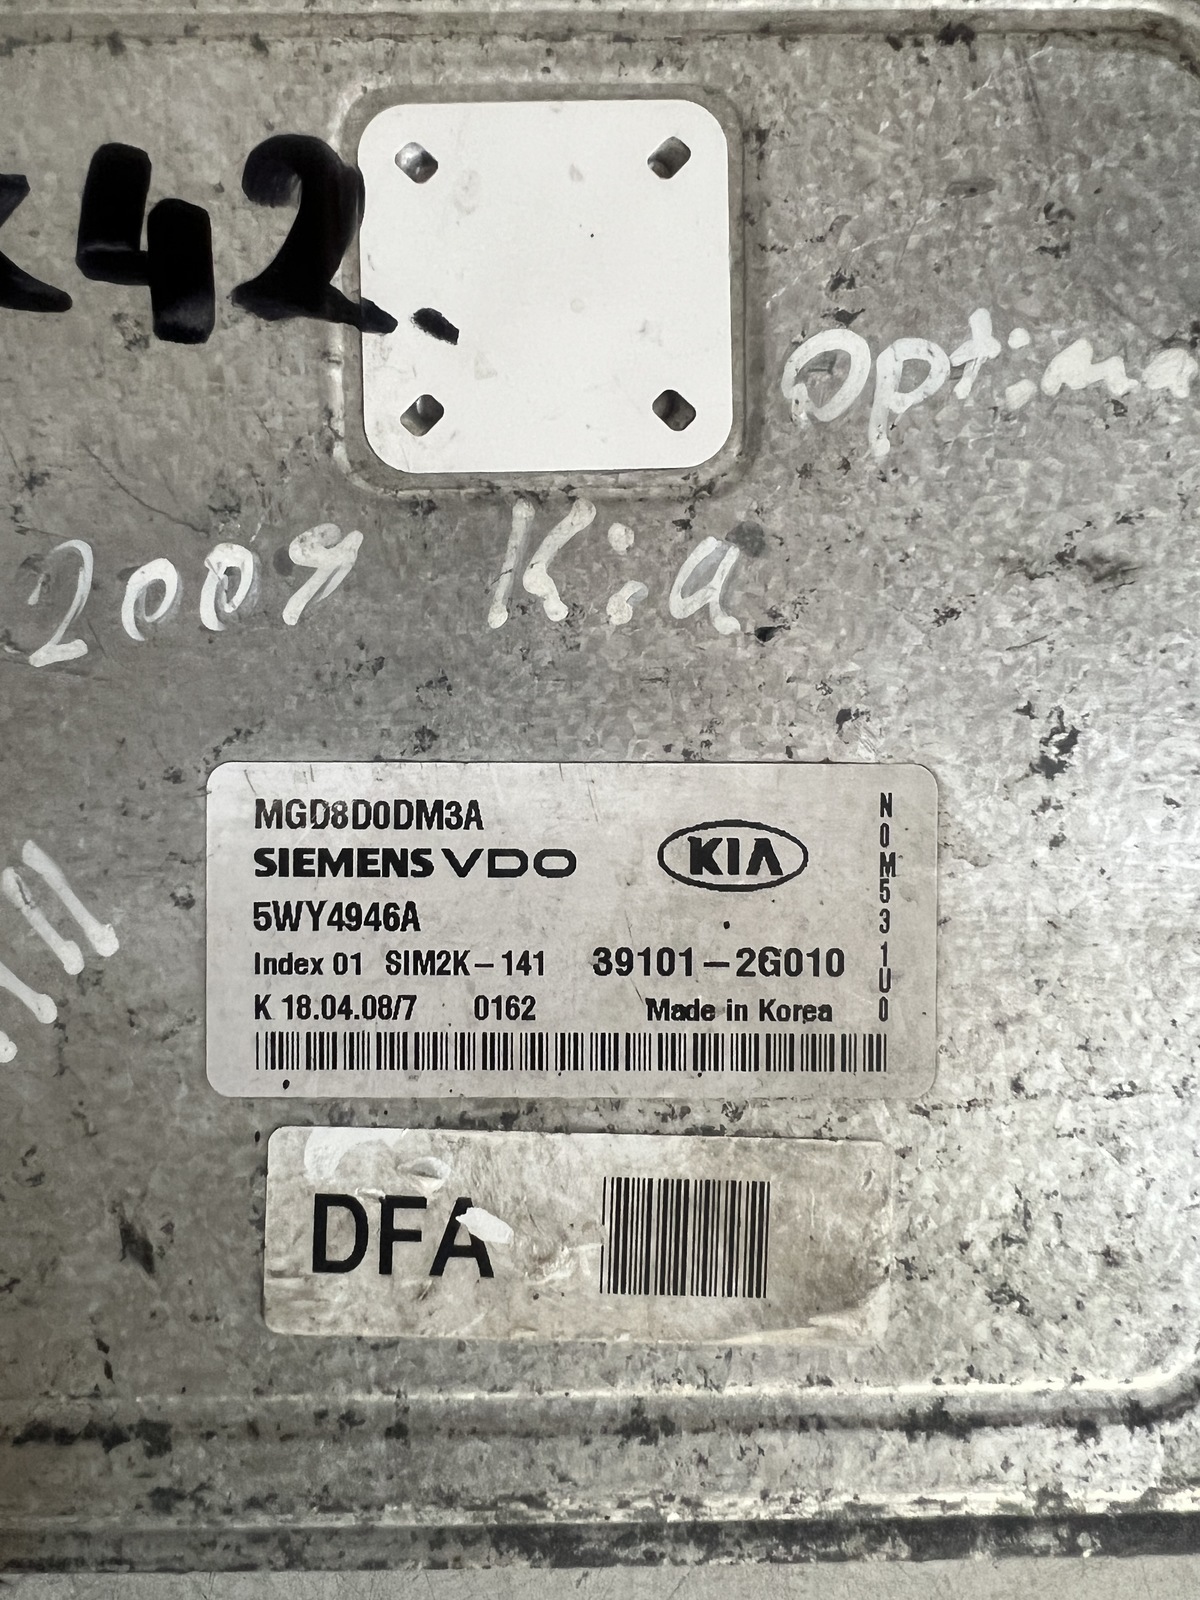 42
Optima
2009 Kia
MGD8D0DM3A
SIEMENS VDO
KIA
5WY4946A
Index 01 SIM2K-141 39101-2G010
K 18.04.08/7 0162 Made in Korea
N0M531U0
DFA